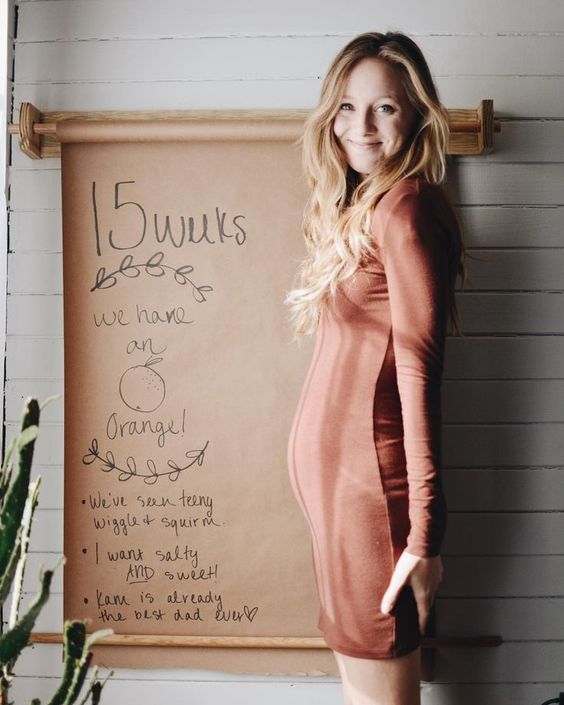 15 weeks
we have
an
Orange!
• We've seen teeny
wiggle & squirm.
• I want salty
AND sweet!
• Kam is already
the best dad ever♡